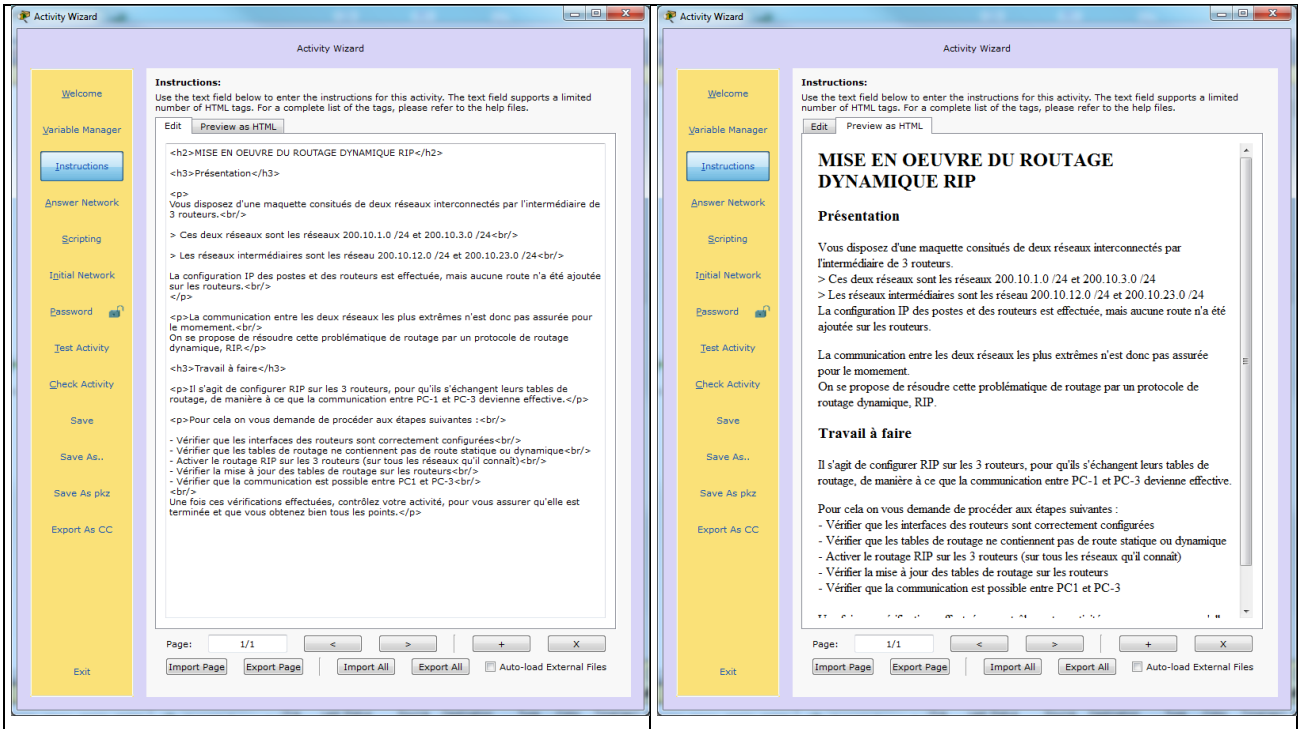 Activity Wizard
Activity Wizard
Welcome
Variable Manager
Instructions
Answer Network
Scripting
Initial Network
Password
Test Activity
Check Activity
Save
Save As..
Save As pkz
Export As CC
Exit
Instructions:
Use the text field below to enter the instructions for this activity. The text field supports a limited
number of HTML tags. For a complete list of the tags, please refer to the help files.
Edit Preview as HTML
<h2>MISE EN OEUVRE DU ROUTAGE DYNAMIQUE RIP</h2>
<h3>Présentation</h3>
<p>
Vous disposez d'une maquette consitués de deux réseaux interconnectés par l'intermédiaire de
3 routeurs.<br/>
> Ces deux réseaux sont les réseaux 200.10.1.0 /24 et 200.10.3.0 /24<br/>
> Les réseaux intermédiaires sont les réseau 200.10.12.0 /24 et 200.10.23.0 /24<br/>
La configuration IP des postes et des routeurs est effectuée, mais aucune route n'a été ajoutée
sur les routeurs.<br/>
</p>
<p>La communication entre les deux réseaux les plus extrêmes n'est donc pas assurée pour
le momement.<br/>
On se propose de résoudre cette problématique de routage par un protocole de routage
dynamique, RIP.</p>
<h3>Travail à faire</h3>
<p>Il s'agit de configurer RIP sur les 3 routeurs, pour qu'ils s'échangent leurs tables de
routage, de manière à ce que la communication entre PC-1 et PC-3 devienne effective.</p>
<p>Pour cela on vous demande de procéder aux étapes suivantes :<br/>
- Vérifier que les interfaces des routeurs sont correctement configurées<br/>
- Vérifier que les tables de routage ne contiennent pas de route statique ou dynamique<br/>
- Activer le routage RIP sur les 3 routeurs (sur tous les réseaux qu'il connaît)<br/>
- Vérifier la mise à jour des tables de routage sur les routeurs<br/>
- Vérifier que la communication est possible entre PC1 et PC-3<br/>
<br/>
Une fois ces vérifications effectuées, contrôlez votre activité, pour vous assurer qu'elle est
terminée et que vous obtenez bien tous les points.</p>
Page: 1/1 < > + X
Import Page Export Page Import All Export All Auto-load External Files
Activity Wizard
Activity Wizard
Welcome
Variable Manager
Instructions
Answer Network
Scripting
Initial Network
Password
Test Activity
Check Activity
Save
Save As..
Save As pkz
Export As CC
Exit
Instructions:
Use the text field below to enter the instructions for this activity. The text field supports a limited
number of HTML tags. For a complete list of the tags, please refer to the help files.
Edit Preview as HTML
MISE EN OEUVRE DU ROUTAGE
DYNAMIQUE RIP
Présentation
Vous disposez d'une maquette consitués de deux réseaux interconnectés par
l'intermédiaire de 3 routeurs.
> Ces deux réseaux sont les réseaux 200.10.1.0 /24 et 200.10.3.0 /24
> Les réseaux intermédiaires sont les réseau 200.10.12.0 /24 et 200.10.23.0 /24
La configuration IP des postes et des routeurs est effectuée, mais aucune route n'a été
ajoutée sur les routeurs.
La communication entre les deux réseaux les plus extrêmes n'est donc pas assurée
pour le momement.
On se propose de résoudre cette problématique de routage par un protocole de
routage dynamique, RIP.
Travail à faire
Il s'agit de configurer RIP sur les 3 routeurs, pour qu'ils s'échangent leurs tables de
routage, de manière à ce que la communication entre PC-1 et PC-3 devienne effective.
Pour cela on vous demande de procéder aux étapes suivantes :
- Vérifier que les interfaces des routeurs sont correctement configurées
- Vérifier que les tables de routage ne contiennent pas de route statique ou dynamique
- Activer le routage RIP sur les 3 routeurs (sur tous les réseaux qu'il connaît)
- Vérifier la mise à jour des tables de routage sur les routeurs
- Vérifier que la communication est possible entre PC1 et PC-3
Page: 1/1 < > + X
Import Page Export Page Import All Export All Auto-load External Files